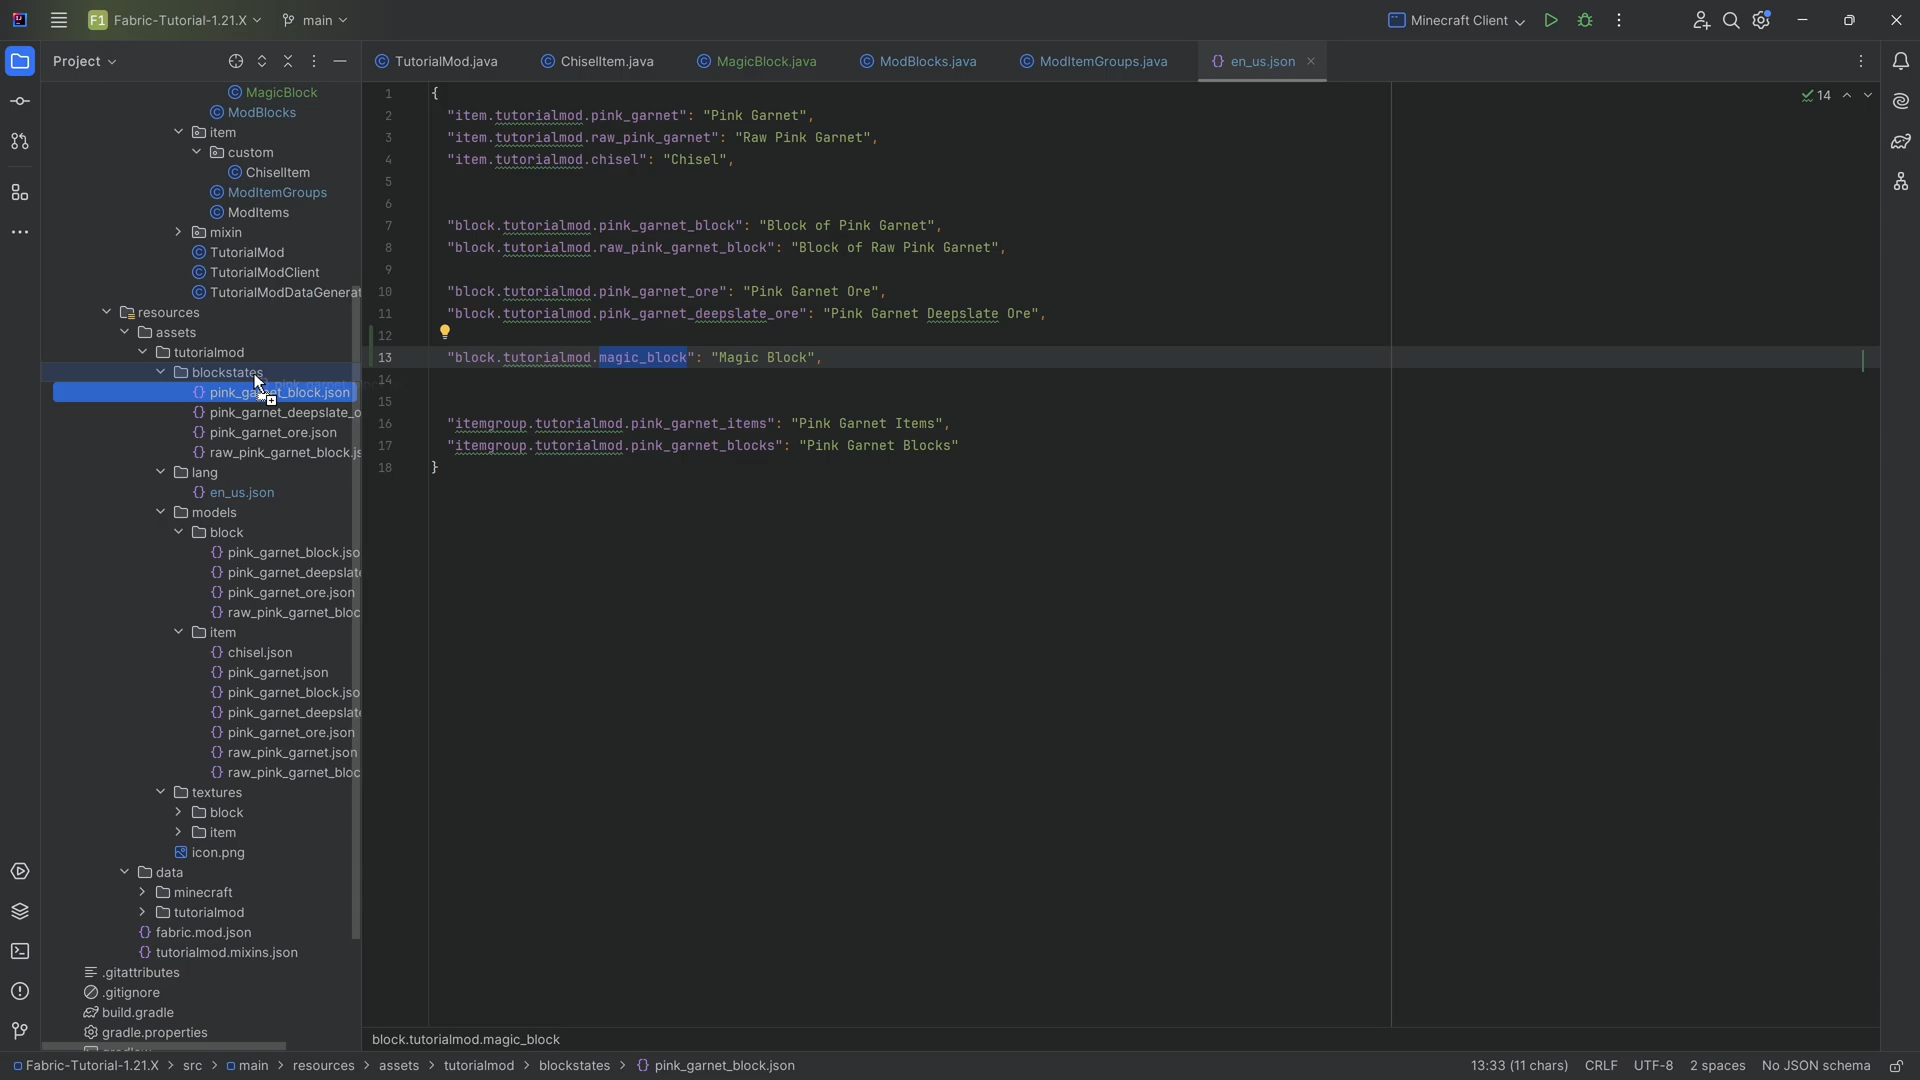 F1 Fabric-Tutorial-1.21.X main Minecraft Client
Project
TutorialMod.java ChiselItem.java MagicBlock.java ModBlocks.java ModItemGroups.java en_us.json
MagicBlock
ModBlocks
item
custom
ChiselItem
ModItemGroups
ModItems
mixin
TutorialMod
TutorialModClient
TutorialModDataGenerat
resources
assets
tutorialmod
blockstates
pink_garnet_block.json
pink_garnet_deepslate_o
pink_garnet_ore.json
raw_pink_garnet_block.js
lang
en_us.json
models
block
pink_garnet_block.jso
pink_garnet_deepslat
pink_garnet_ore.json
raw_pink_garnet_bloc
item
chisel.json
pink_garnet.json
pink_garnet_block.jso
pink_garnet_deepslat
pink_garnet_ore.json
raw_pink_garnet.json
raw_pink_garnet_bloc
textures
block
item
icon.png
data
minecraft
tutorialmod
fabric.mod.json
tutorialmod.mixins.json
.gitattributes
.gitignore
build.gradle
gradle.properties
14
1 {
2 "item.tutorialmod.pink_garnet": "Pink Garnet",
3 "item.tutorialmod.raw_pink_garnet": "Raw Pink Garnet",
4 "item.tutorialmod.chisel": "Chisel",
5
6
7 "block.tutorialmod.pink_garnet_block": "Block of Pink Garnet",
8 "block.tutorialmod.raw_pink_garnet_block": "Block of Raw Pink Garnet",
9
10 "block.tutorialmod.pink_garnet_ore": "Pink Garnet Ore",
11 "block.tutorialmod.pink_garnet_deepslate_ore": "Pink Garnet Deepslate Ore",
12
13 "block.tutorialmod.magic_block": "Magic Block",
14
15
16 "itemgroup.tutorialmod.pink_garnet_items": "Pink Garnet Items",
17 "itemgroup.tutorialmod.pink_garnet_blocks": "Pink Garnet Blocks"
18 }
block.tutorialmod.magic_block
Fabric-Tutorial-1.21.X > src > main > resources > assets > tutorialmod > blockstates > {} pink_garnet_block.json 13:33 (11 chars) CRLF UTF-8 2 spaces No JSON schema